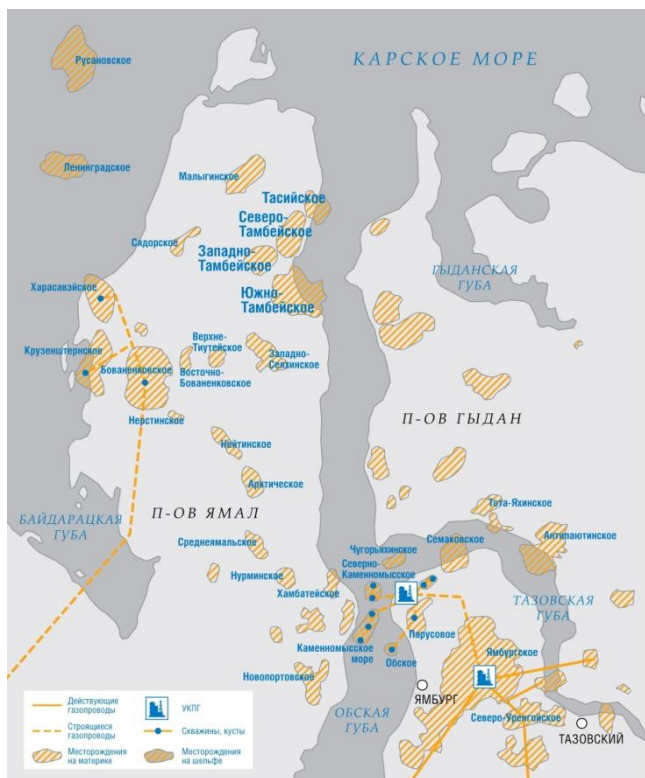 КАРСКОЕ МОРЕ
Русановское
Ленинградское
Малыгинское
Тасийское
Северо-
Тамбейское
Сядорское
Западно-
Тамбейское
ГЫДАНСКАЯ
ГУБА
Харасавэйское
Южно-
Тамбейское
Крузенштернское
Верхне-
Тиутейское
Западно-
Сеяхинское
Бованенковское
Восточно-
Бованенковское
Нерстинское
П-ОВ ГЫДАН
Нейтинское
Арктическое
БАЙДАРАЦКАЯ
ГУБА
П-ОВ ЯМАЛ
Тота-Яхинское
Антипаютинское
Среднеямальское
Чугорьяхинское
Семаковское
Северно-
Каменномысское
Нурминское
Хамбатейское
ТАЗОВСКАЯ
ГУБА
Каменномысское
море
Парусовое
Обское
Ямбургское
Новопортовское
ЯМБУРГ
ОБСКАЯ
ГУБА
Северо-Уренгойское
ТАЗОВСКИЙ
Действующие
газопроводы
УКПГ
Строящиеся
газопроводы
Скважины, кусты
Месторождения
на материке
Месторождения
на шельфе